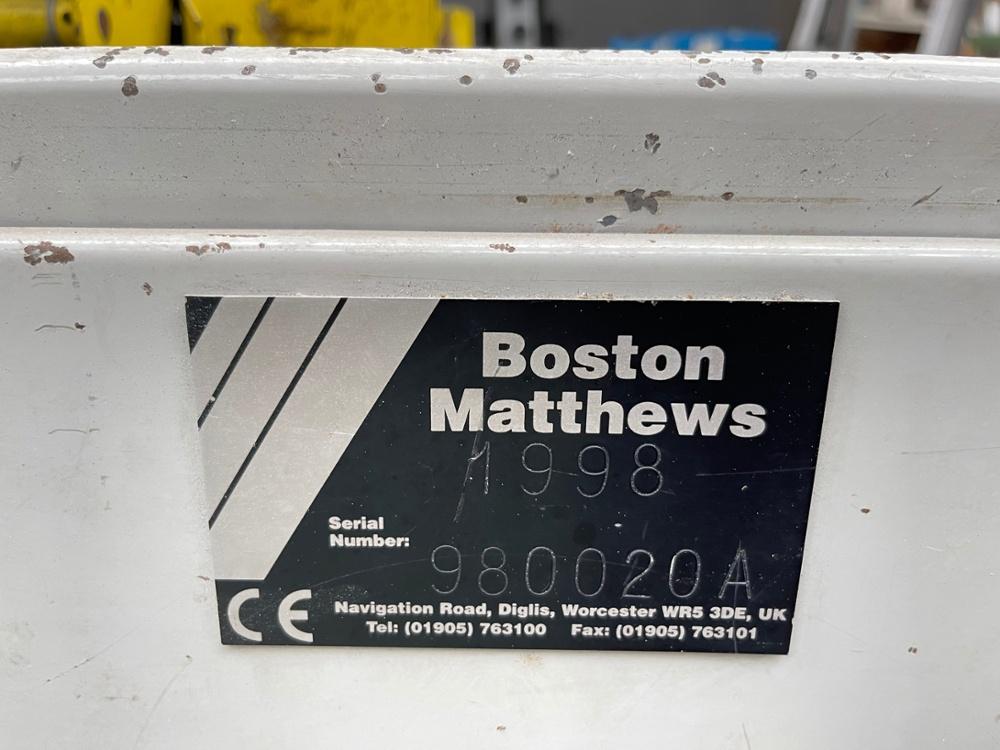 Boston
Matthews
1998
Serial
Number:
980020A
CE
Navigation Road, Diglis, Worcester WR5 3DE, UK
Tel: (01905) 763100 Fax: (01905) 763101